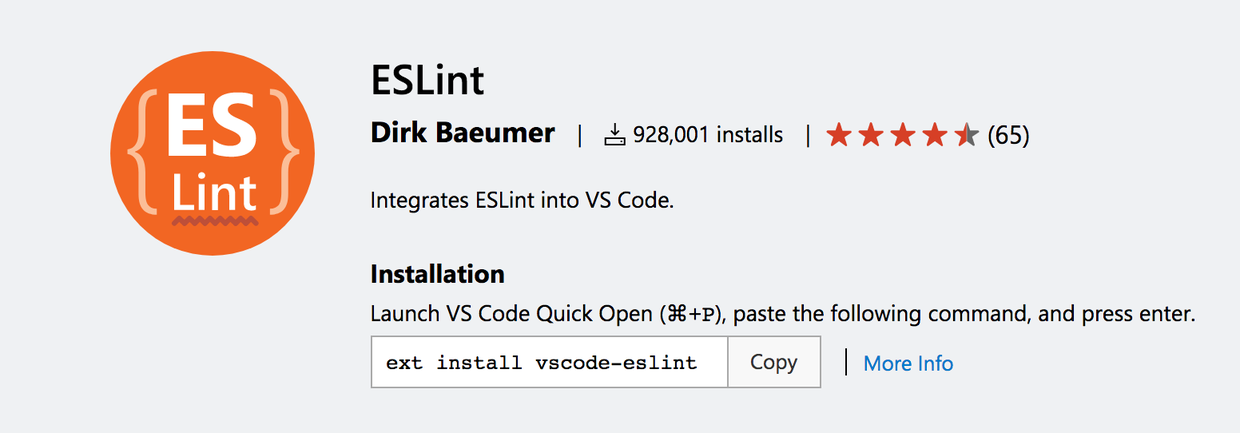 {ES
Lint}
ESLint
Dirk Baeumer | 928,001 installs | (65)
Integrates ESLint into VS Code.
Installation
Launch VS Code Quick Open (⌘+P), paste the following command, and press enter.
ext install vscode-eslint Copy | More Info